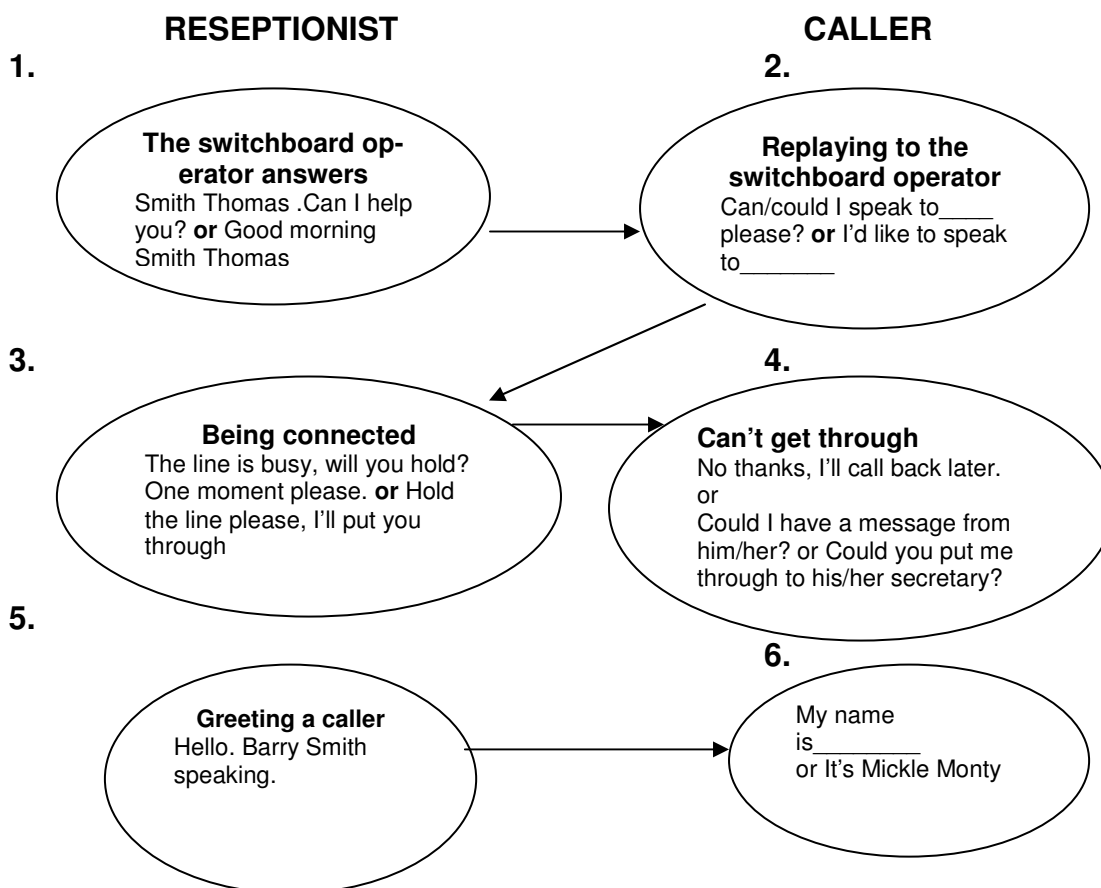 RESEPTIONIST
CALLER
1.
The switchboard op-
erator answers
Smith Thomas .Can I help
you? or Good morning
Smith Thomas
2.
Replaying to the
switchboard operator
Can/could I speak to____
please? or I'd like to speak
to_______
3.
Being connected
The line is busy, will you hold?
One moment please. or Hold
the line please, I'll put you
through
4.
Can't get through
No thanks, I'll call back later.
or
Could I have a message from
him/her? or Could you put me
through to his/her secretary?
5.
Greeting a caller
Hello. Barry Smith
speaking.
6.
My name
is________
or It's Mickle Monty